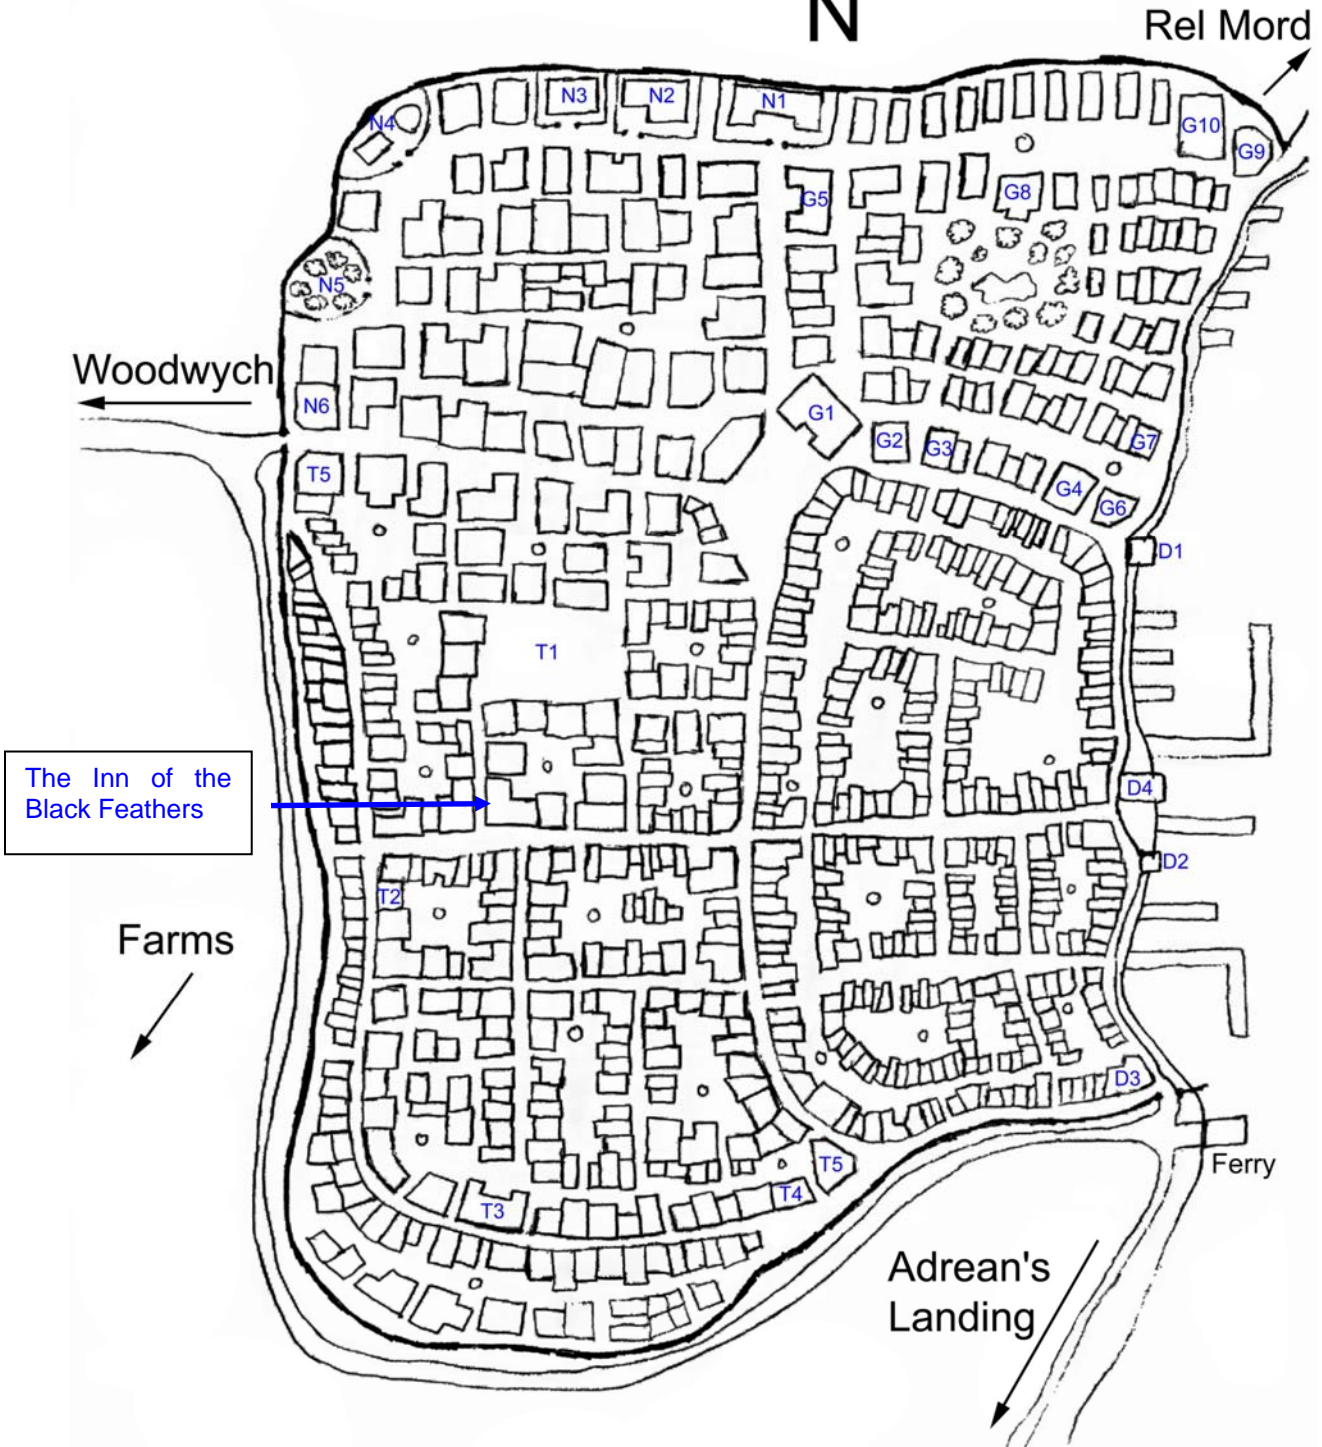 N
Rel Mord
N3
N2
N1
N4
G10
G9
G5
G8
N5
Woodwych
N6
G1
G2
G3
G7
T5
G4
G6
D1
T1
The Inn of the
Black Feathers
D4
D2
T2
Farms
D3
T5
Ferry
T4
T3
Adrean's
Landing